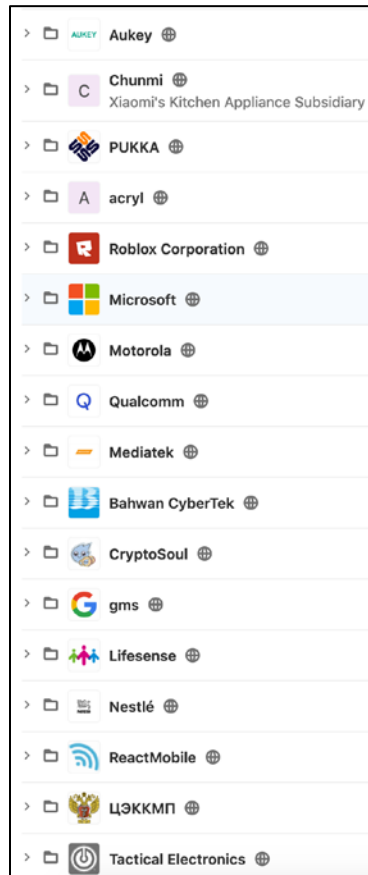 AUKEY Aukey
C Chunmi
Xiaomi's Kitchen Appliance Subsidiary
PUKKA
A acryl
Roblox Corporation
Microsoft
Motorola
Qualcomm
Mediatek
Bahwan CyberTek
CryptoSoul
gms
Lifesense
Nestlé
ReactMobile
ЦЭККМП
Tactical Electronics